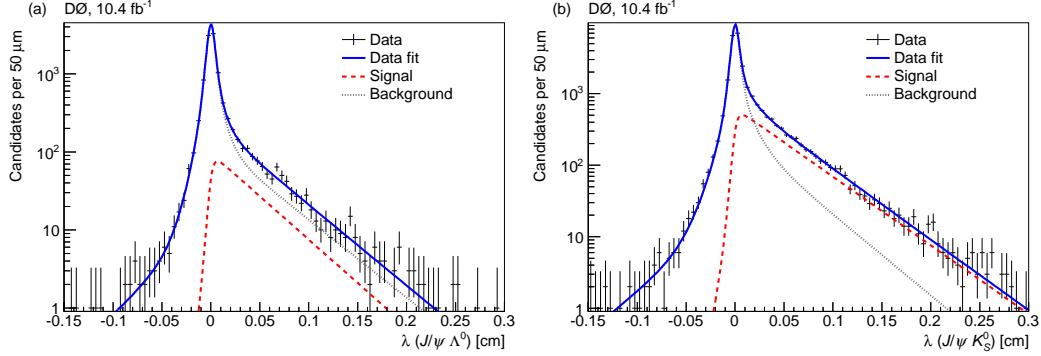 (a) DØ, 10.4 fb⁻¹
Candidates per 50 μm
10³
10²
10
1
Data
Data fit
Signal
Background
-0.15 -0.1 -0.05 0 0.05 0.1 0.15 0.2 0.25 0.3
λ (J/ψ Λ⁰) [cm]
(b) DØ, 10.4 fb⁻¹
Candidates per 50 μm
10³
10²
10
1
Data
Data fit
Signal
Background
-0.15 -0.1 -0.05 0 0.05 0.1 0.15 0.2 0.25 0.3
λ (J/ψ K⁰_S) [cm]